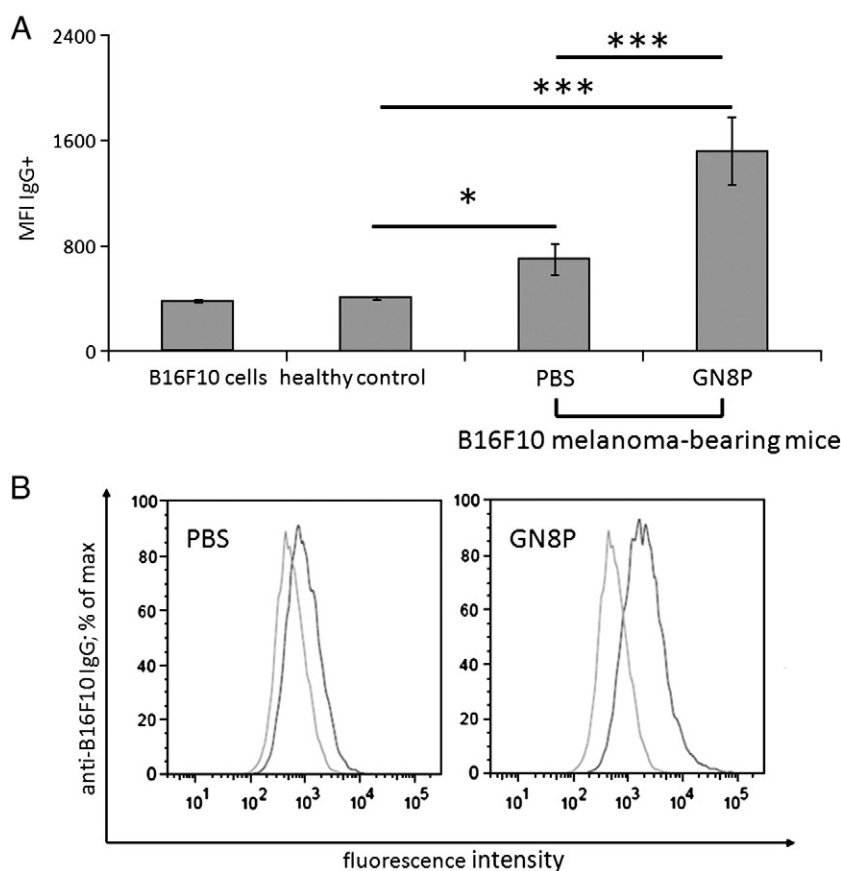 A
2400
1600
800
0
MFI IgG+
***
***
*
B16F10 cells healthy control PBS GN8P
B16F10 melanoma-bearing mice
B
anti-B16F10 IgG; % of max
PBS
100
80
60
40
20
0
10¹ 10² 10³ 10⁴ 10⁵
GN8P
100
80
60
40
20
0
10¹ 10² 10³ 10⁴ 10⁵
fluorescence intensity